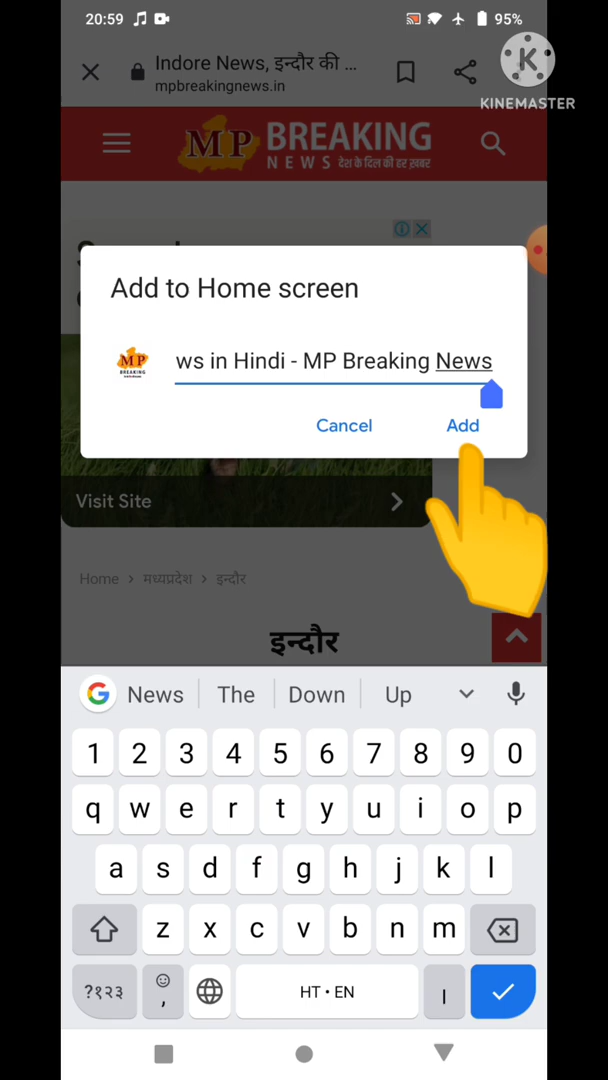 20:59
95%
K
KINEMASTER
Indore News, इन्दौर की ...
mpbreakingnews.in
MP BREAKING
NEWS देश के दिल की हर ख़बर
Add to Home screen
MP
BREAKING
ws in Hindi - MP Breaking News
Cancel
Add
Visit Site
Home > मध्यप्रदेश > इन्दौर
इन्दौर
G News The Down Up
1 2 3 4 5 6 7 8 9 0
q w e r t y u i o p
a s d f g h j k l
z x c v b n m
?१२३ , HT • EN ।